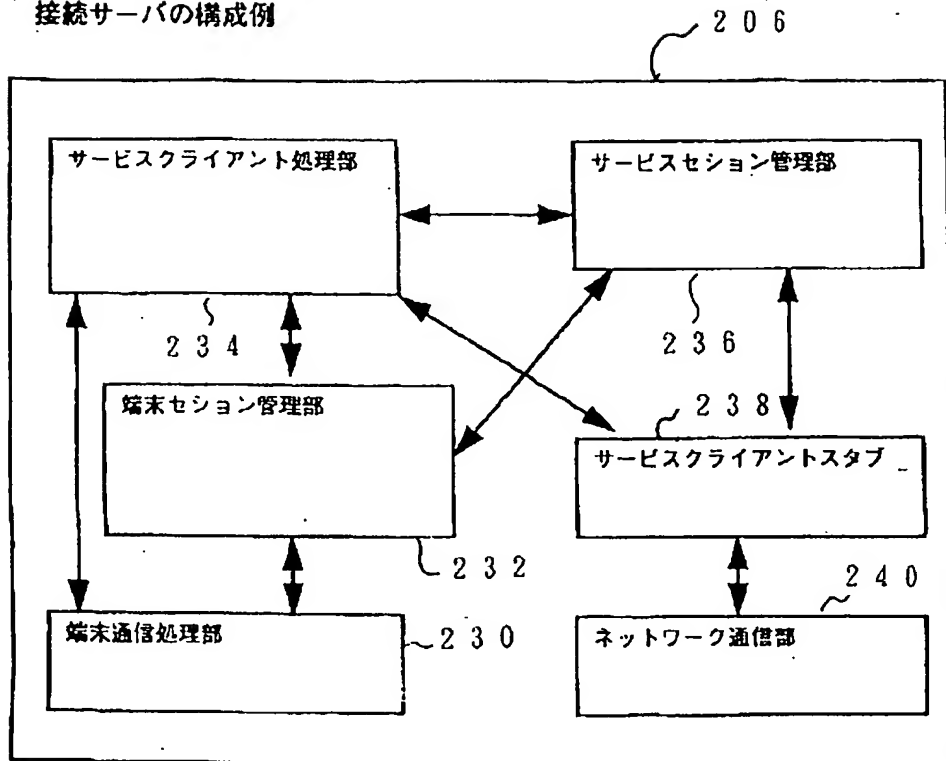 接続サーバの構成例
206
サービスクライアント処理部
サービスセション管理部
234
236
端末セション管理部
238
サービスクライアントスタブ
232
240
端末通信処理部
230
ネットワーク通信部